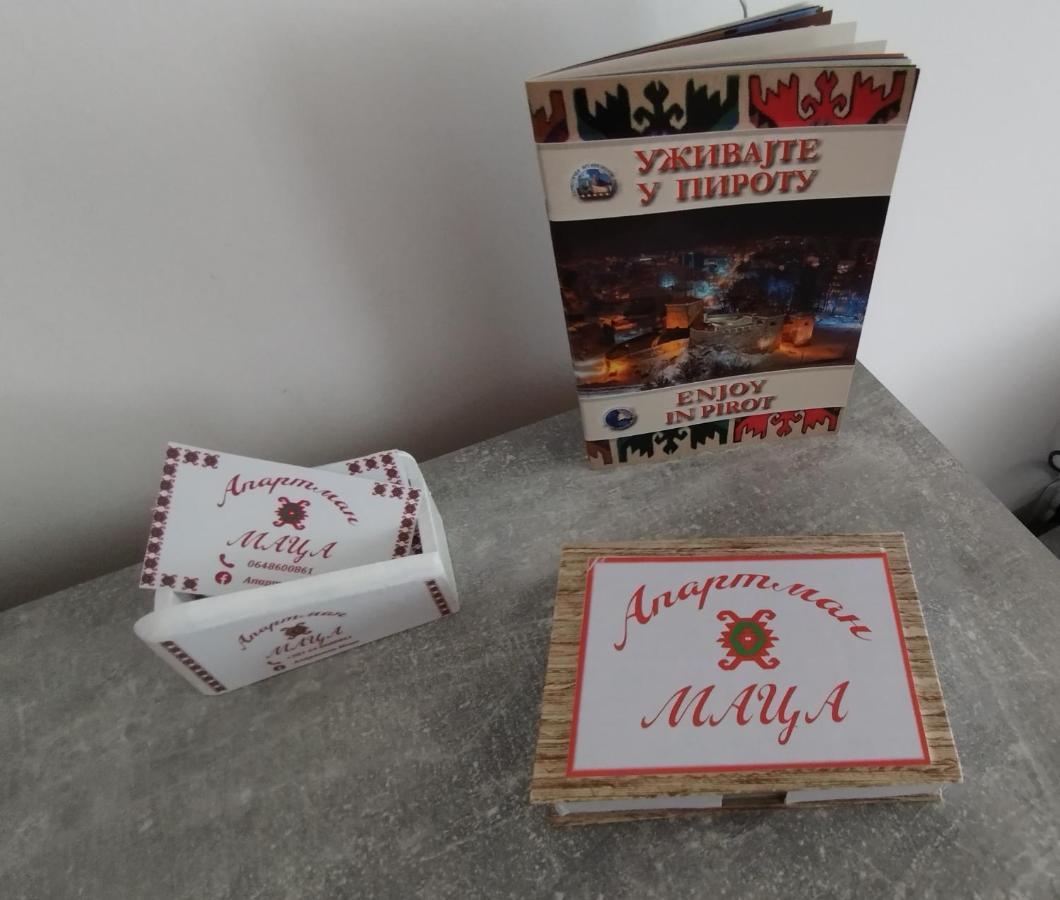 УЖИВАЈТЕ
У ПИРОТУ
ENJOY
IN PIROT
Апартман
МАЦА
0648600861
Апартман
МАЦА
Апартман
МАЦА